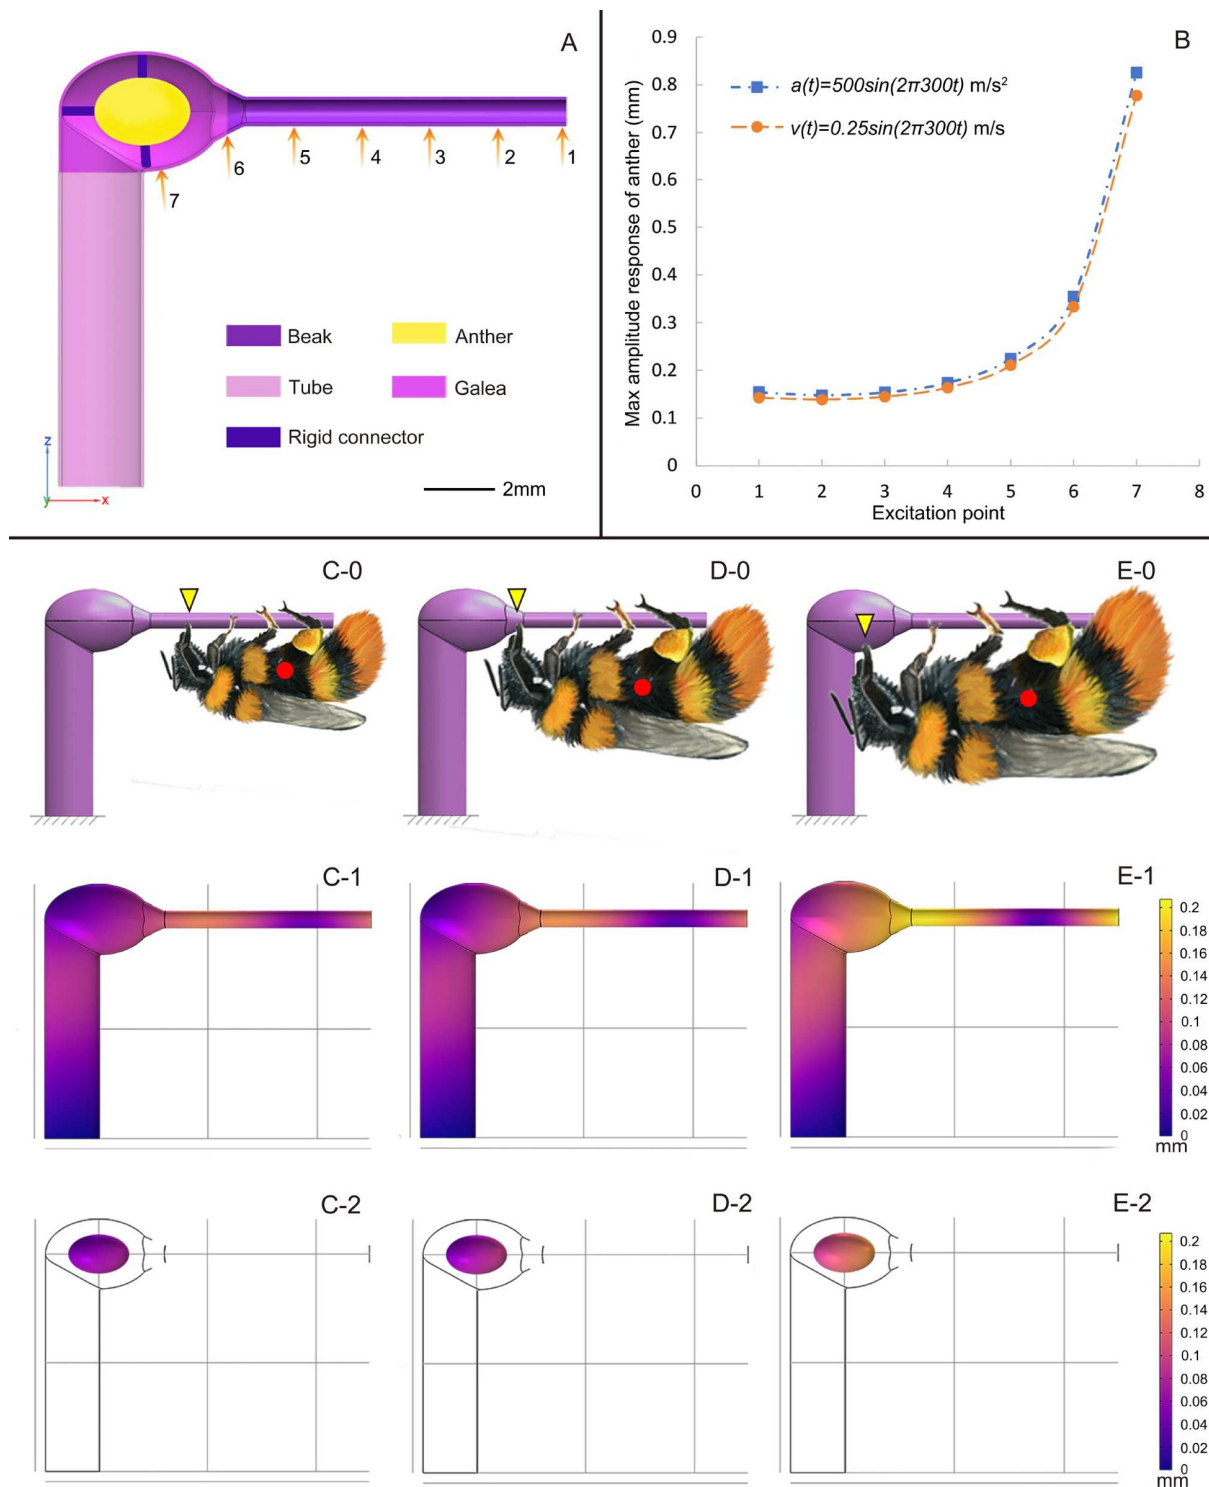 A
1
2
3
4
5
6
7
Beak
Anther
Tube
Galea
Rigid connector
z
y
x
2mm
B
Max amplitude response of anther (mm)
0.9
0.8
0.7
0.6
0.5
0.4
0.3
0.2
0.1
0
a(t)=500sin(2π300t) m/s²
v(t)=0.25sin(2π300t) m/s
0 1 2 3 4 5 6 7 8
Excitation point
C-0
D-0
E-0
C-1
D-1
E-1
0.2
0.18
0.16
0.14
0.12
0.1
0.08
0.06
0.04
0.02
0
mm
C-2
D-2
E-2
0.2
0.18
0.16
0.14
0.12
0.1
0.08
0.06
0.04
0.02
0
mm